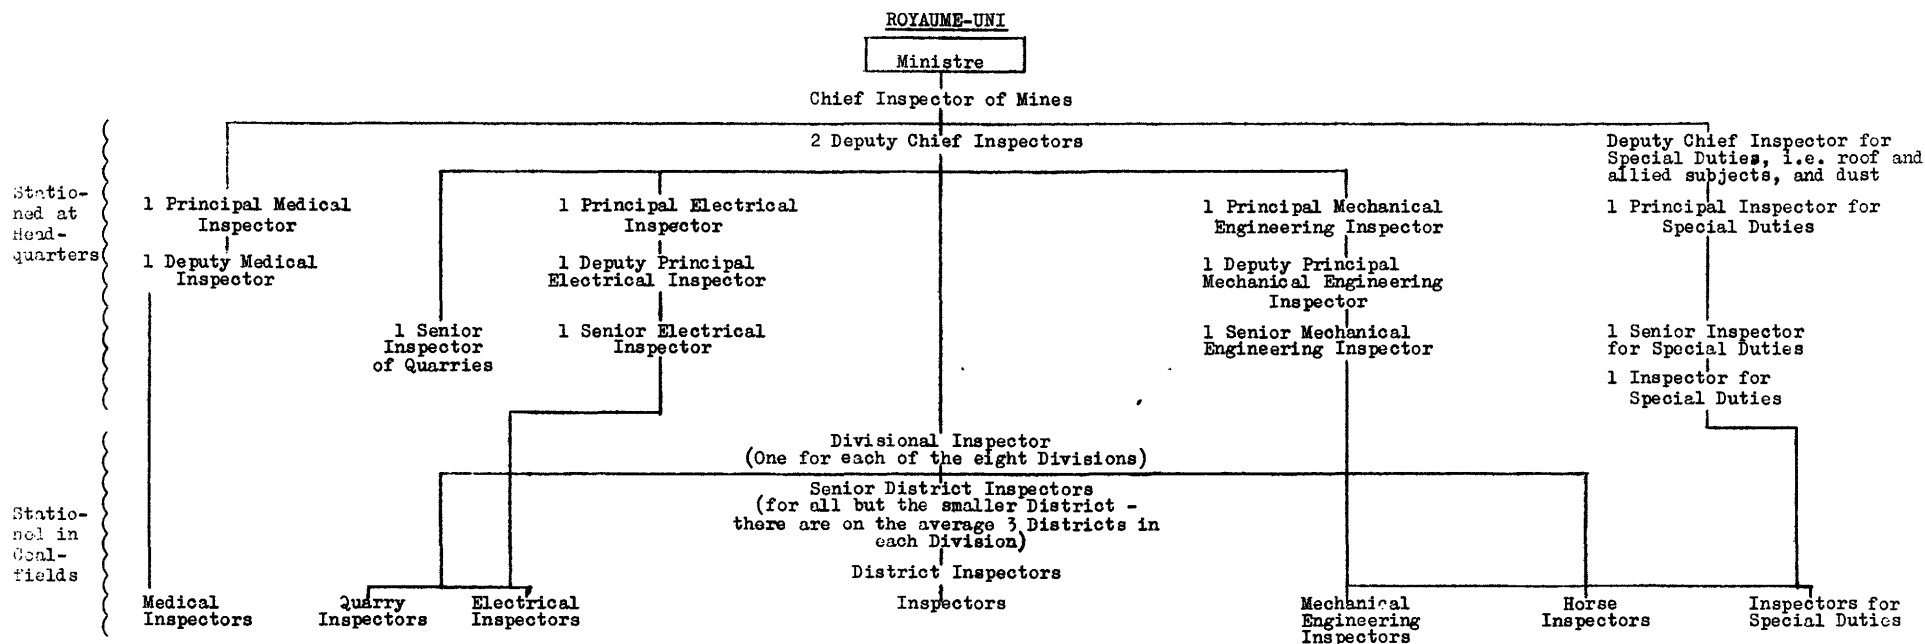 ROYAUME-UNI
Ministre
Chief Inspector of Mines
2 Deputy Chief Inspectors
Deputy Chief Inspector for
Special Duties, i.e. roof and
allied subjects, and dust
Statio-
ned at
Head-
quarters
1 Principal Medical
Inspector
1 Deputy Medical
Inspector
1 Senior
Inspector
of Quarries
1 Principal Electrical
Inspector
1 Deputy Principal
Electrical Inspector
1 Senior Electrical
Inspector
1 Principal Mechanical
Engineering Inspector
1 Deputy Principal
Mechanical Engineering
Inspector
1 Senior Mechanical
Engineering Inspector
1 Principal Inspector for
Special Duties
1 Senior Inspector
for Special Duties
1 Inspector for
Special Duties
Statio-
ned in
Coal-
fields
Divisional Inspector
(One for each of the eight Divisions)
Senior District Inspectors
(for all but the smaller District -
there are on the average 3 Districts in
each Division)
District Inspectors
Medical
Inspectors
Quarry
Inspectors
Electrical
Inspectors
Inspectors
Mechanical
Engineering
Inspectors
Horse
Inspectors
Inspectors for
Special Duties